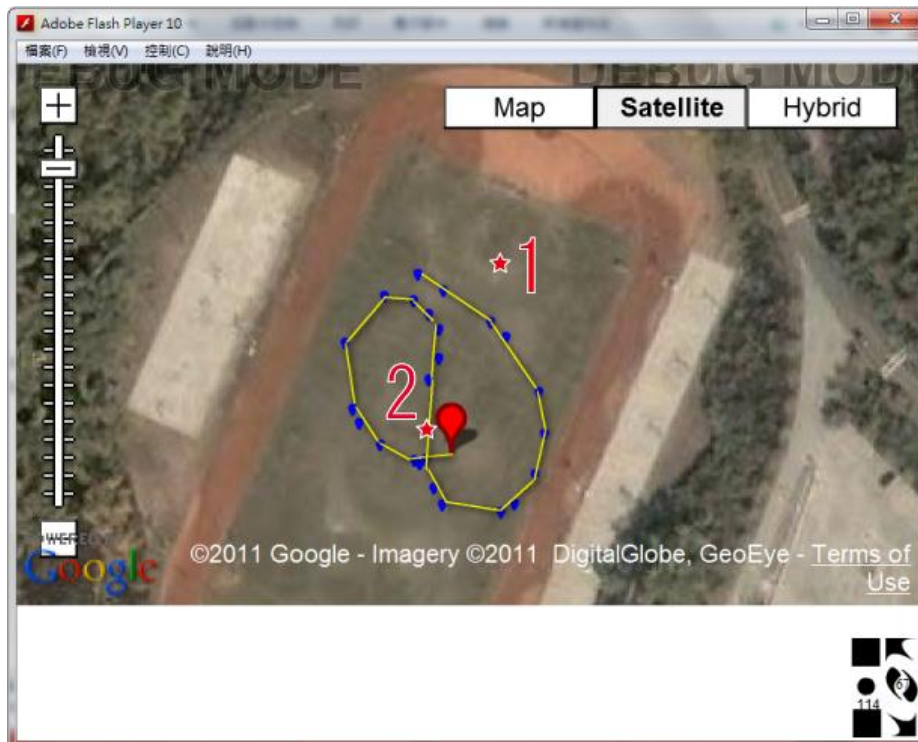 Adobe Flash Player 10
檔案(F) 檢視(V) 控制(C) 說明(H)
DEBUG MODE DEBUG MODE
Map Satellite Hybrid
1
2
POWERED
Google
©2011 Google - Imagery ©2011 DigitalGlobe, GeoEye - Terms of
Use
67
114